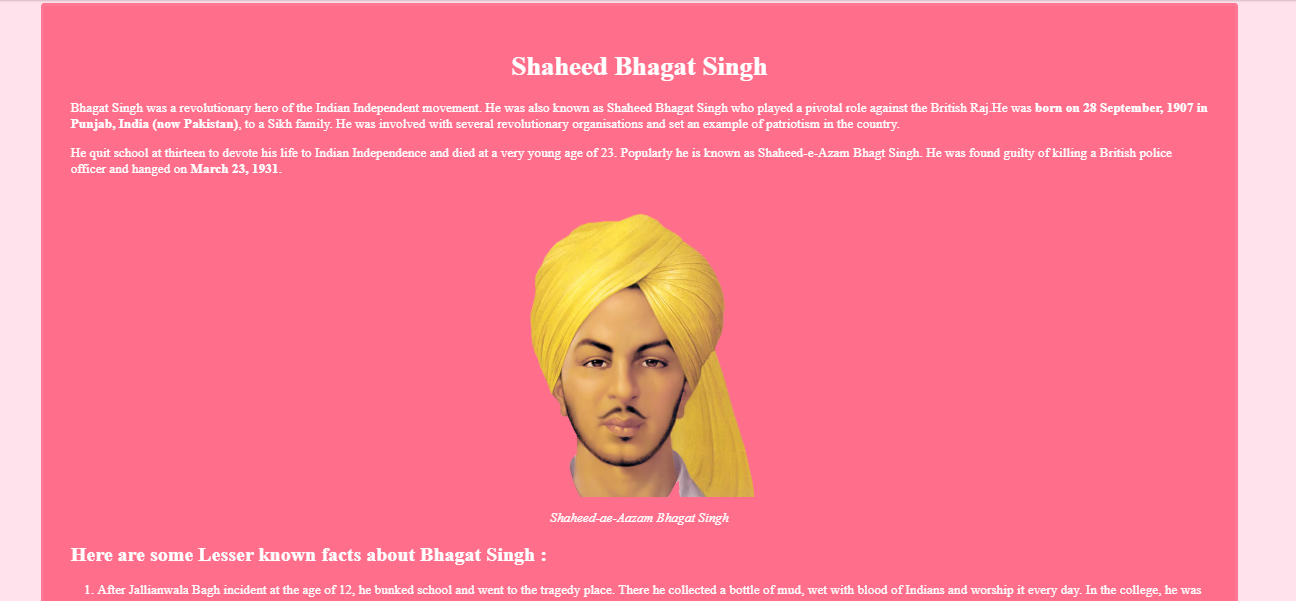 Shaheed Bhagat Singh
Bhagat Singh was a revolutionary hero of the Indian Independent movement. He was also known as Shaheed Bhagat Singh who played a pivotal role against the British Raj.He was born on 28 September, 1907 in
Punjab, India (now Pakistan), to a Sikh family. He was involved with several revolutionary organisations and set an example of patriotism in the country.
He quit school at thirteen to devote his life to Indian Independence and died at a very young age of 23. Popularly he is known as Shaheed-e-Azam Bhagt Singh. He was found guilty of killing a British police
officer and hanged on March 23, 1931.
Shaheed-ae-Aazam Bhagat Singh
Here are some Lesser known facts about Bhagat Singh :
1. After Jallianwala Bagh incident at the age of 12, he bunked school and went to the tragedy place. There he collected a bottle of mud, wet with blood of Indians and worship it every day. In the college, he was